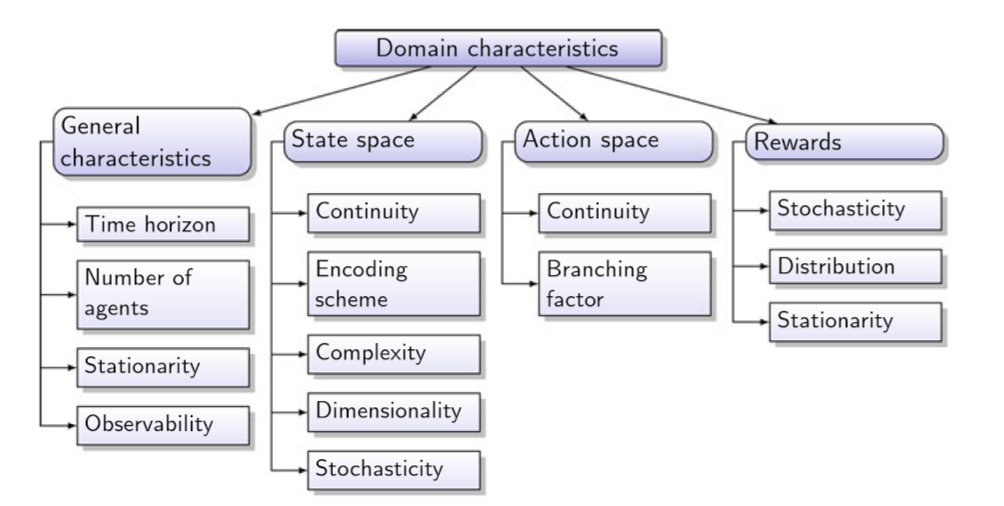 Domain characteristics
General
characteristics
Time horizon
Number of
agents
Stationarity
Observability
State space
Continuity
Encoding
scheme
Complexity
Dimensionality
Stochasticity
Action space
Continuity
Branching
factor
Rewards
Stochasticity
Distribution
Stationarity